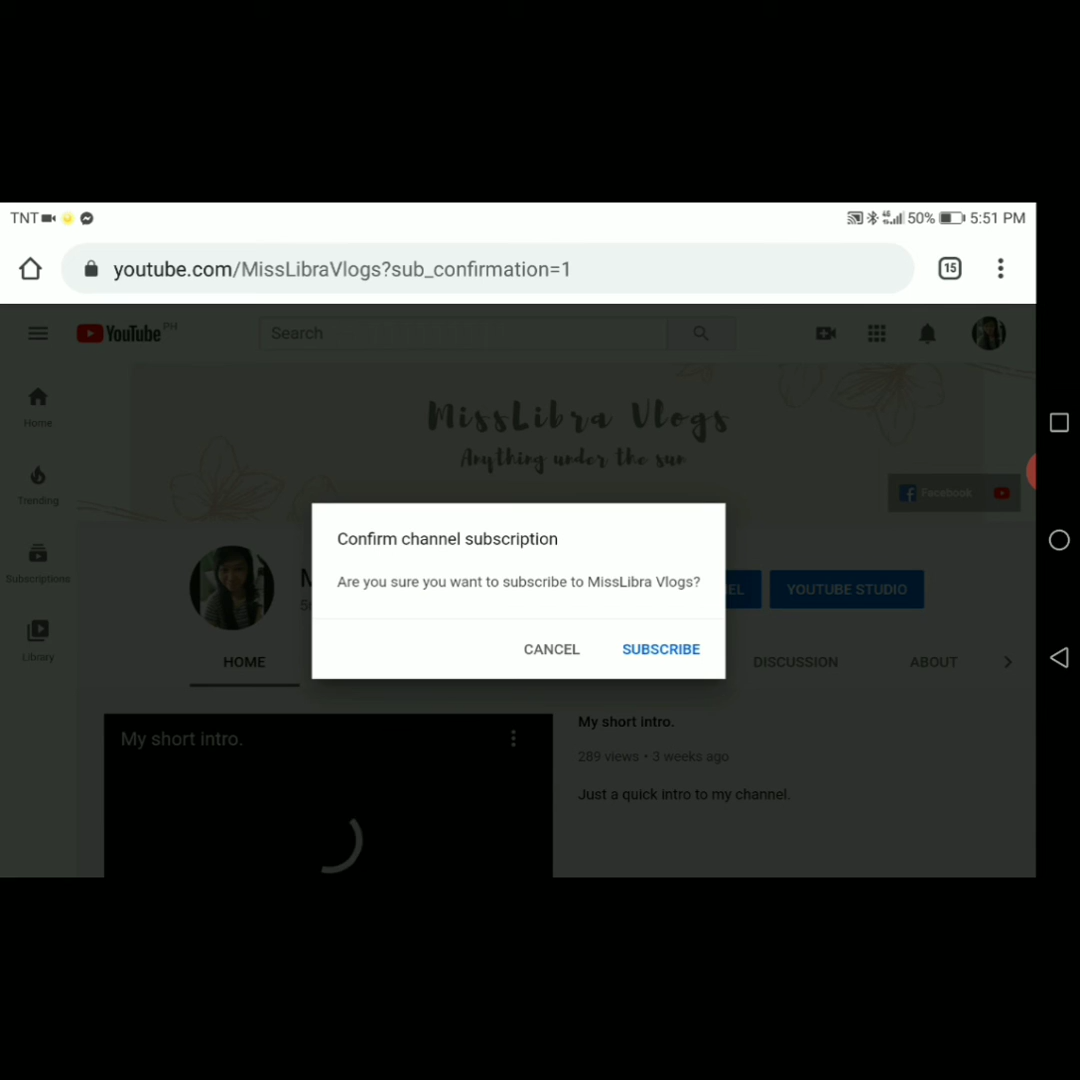 TNT
50% 5:51 PM
youtube.com/MissLibraVlogs?sub_confirmation=1
15
YouTube PH
Search
Home
Trending
Subscriptions
Library
MissLibra Vlogs
Anything under the sun
Facebook
Confirm channel subscription
Are you sure you want to subscribe to MissLibra Vlogs?
CANCEL SUBSCRIBE
YOUTUBE STUDIO
HOME DISCUSSION ABOUT
My short intro.
My short intro.
289 views • 3 weeks ago
Just a quick intro to my channel.